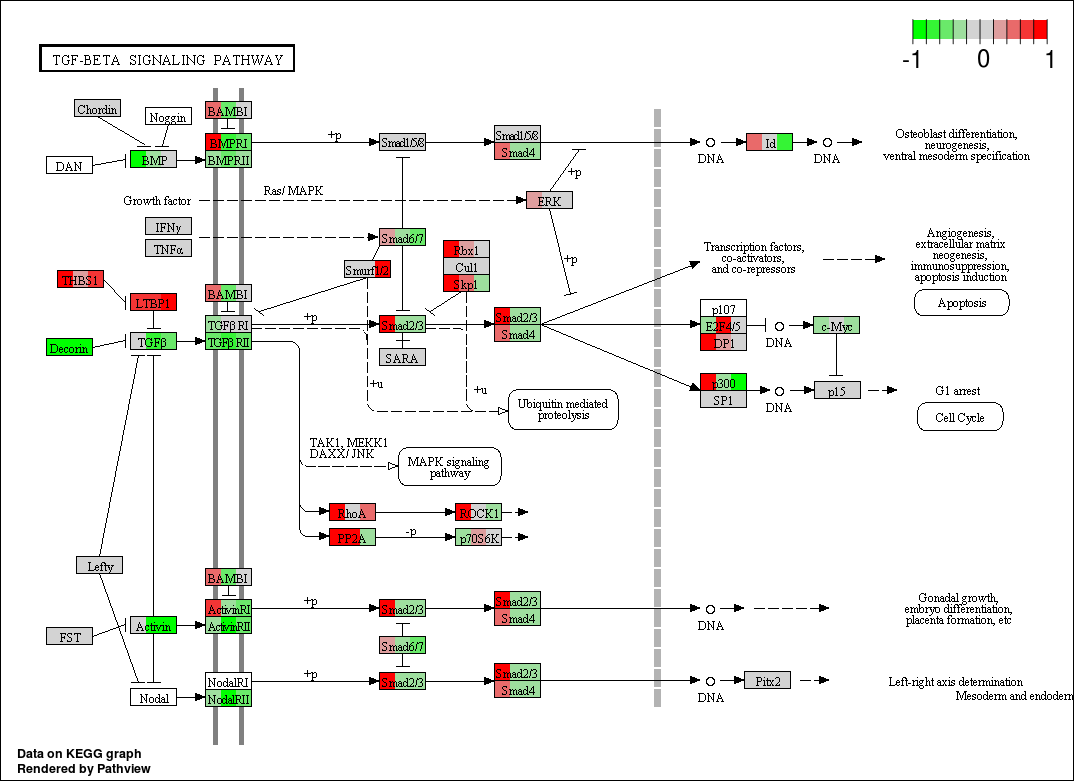 -1 0 1
TGF-BETA SIGNALING PATHWAY
Chordin
Noggin
DAN
BMP
BAMBI
BMPRI
BMPRII
+p
Smad1/5/8
Smad1/5/8
Smad4
DNA
Id
DNA
Osteoblast differentiation,
neurogenesis,
ventral mesoderm specification
Growth factor
Ras/ MAPK
+p
ERK
IFNγ
TNFα
Smad6/7
Rbx1
Cul1
Skp1
Smurf1/2
+p
Transcription factors,
co-activators,
and co-repressors
Angiogenesis,
extracellular matrix
neogenesis,
immunosuppression,
apoptosis induction
Apoptosis
THBS1
LTBP1
BAMBI
Decorin
TGFβ
TGFβ RI
TGFβ RII
+p
Smad2/3
SARA
Smad2/3
Smad4
p107
E2F4/5
DP1
DNA
c-Myc
p300
SP1
DNA
p15
G1 arrest
Cell Cycle
+u
+u
Ubiquitin mediated
proteolysis
TAK1, MEKK1
DAXX/ JNK
MAPK signaling
pathway
RhoA
ROCK1
PP2A
-p
p70S6K
Lefty
BAMBI
FST
Activin
ActivinRI
ActivinRII
+p
Smad2/3
Smad2/3
Smad4
DNA
Gonadal growth,
embryo differentiation,
placenta formation, etc
Smad6/7
Nodal
NodalRI
NodalRII
+p
Smad2/3
Smad2/3
Smad4
DNA
Pitx2
Left-right axis determination
Mesoderm and endoderm
Data on KEGG graph
Rendered by Pathview